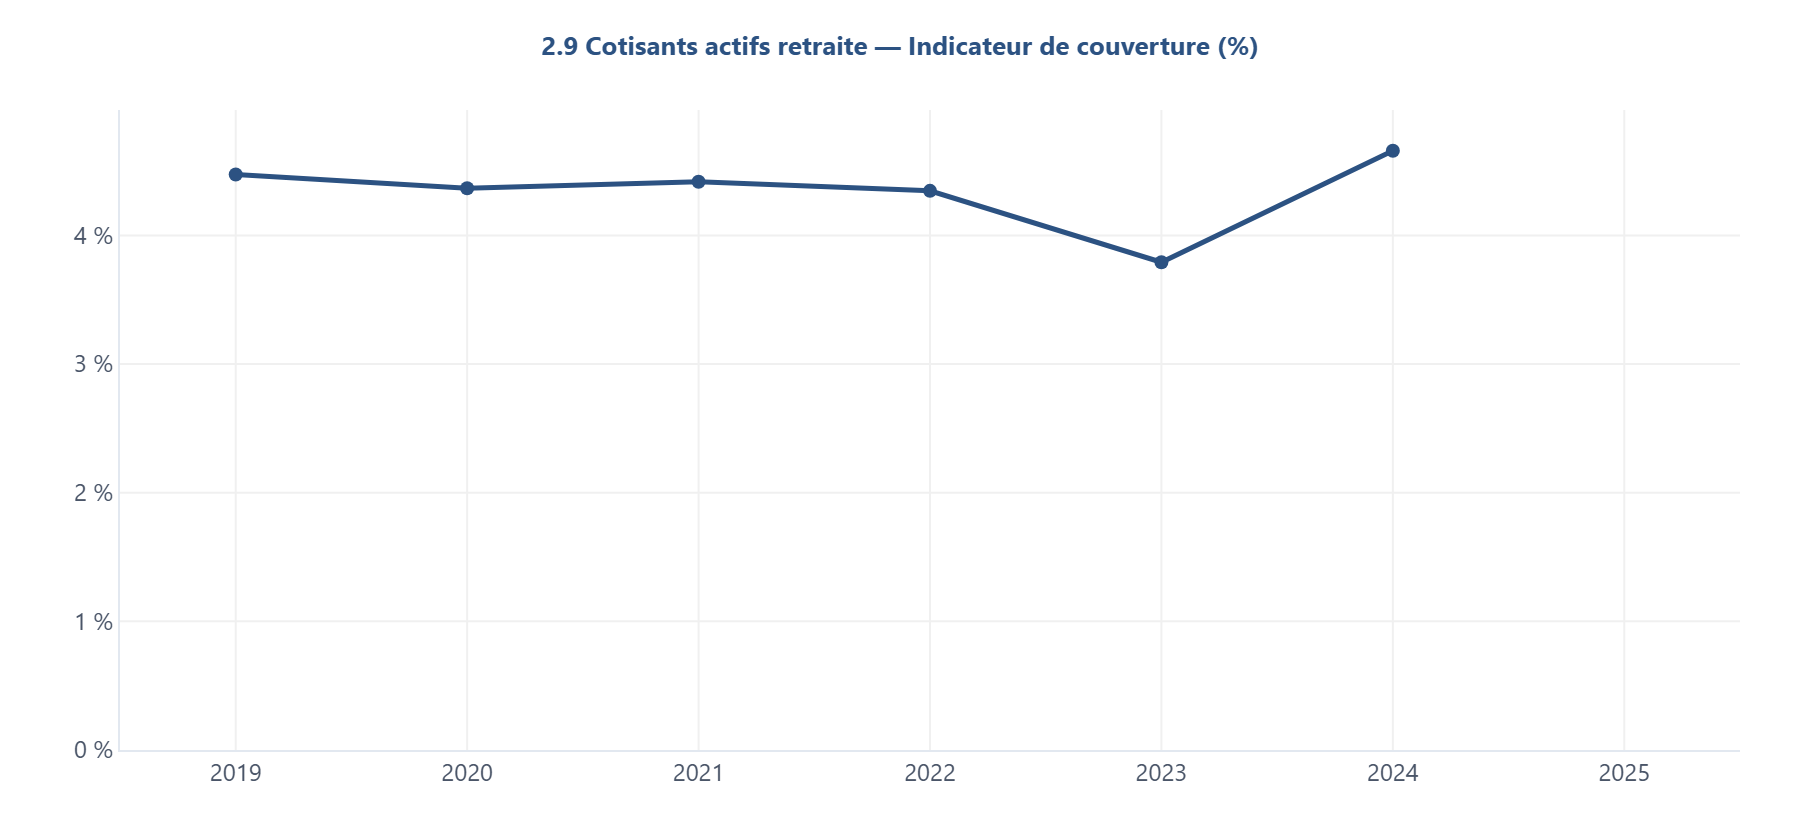 2.9 Cotisants actifs retraite — Indicateur de couverture (%)
4 %
3 %
2 %
1 %
0 %
2019 2020 2021 2022 2023 2024 2025